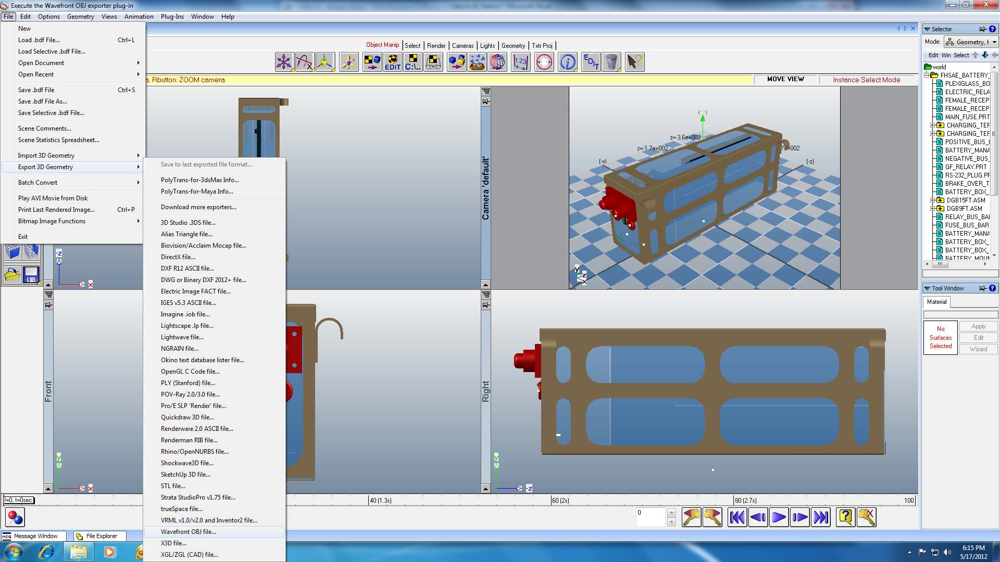 Execute the Wavefront OBJ exporter plug-in
File Edit Options Geometry Views Animation Plug-Ins Window Help
New
Load .bdf File... Ctrl+L
Load Selective .bdf File...
Open Document
Open Recent
Save .bdf File Ctrl+S
Save .bdf File As...
Save Selective .bdf File...
Scene Comments...
Scene Statistics Spreadsheet...
Import 3D Geometry
Export 3D Geometry
Batch Convert
Play AVI Movie from Disk
Print Last Rendered Image... Ctrl+P
Bitmap Image Functions
Exit
Save to last exported file format...
PolyTrans-for-3dsMax Info...
PolyTrans-for-Maya Info...
Download more exporters...
3D Studio .3DS file...
Alias Triangle file...
Biovision/Acclaim Mocap file...
DirectX file...
DXF R12 ASCII file...
DWG or Binary DXF 2012+ file...
Electric Image FACT file...
IGES v5.3 ASCII file...
Imagine .iob file...
Lightscape .lp file...
Lightwave file...
NGRAIN file...
Okino text database lister file...
OpenGL C Code file...
PLY (Stanford) file...
POV-Ray 2.0/3.0 file...
Pro/E SLP 'Render' file...
Quickdraw 3D file...
Renderware 2.0 ASCII file...
Renderman RIB file...
Rhino/OpenNURBS file...
Shockwave3D file...
SketchUp 3D file...
STL file...
Strata StudioPro v1.75 file...
trueSpace file...
VRML v1.0/v2.0 and Inventor2 file...
Wavefront OBJ file...
X3D file...
XGL/ZGL (CAD) file...
Object Manip Select Render Cameras Lights Geometry Txtr Proj
X EDIT C:\... 1.23 EDIT
a, Rbutton: ZOOM camera
MOVE VIEW
Instance Select Mode
Camera 'default'
Y Y
z=-3.6e+002
z=-1.7e+002
(-x)
(-z)
y
z
x
-z
x
Front
y
x
Right
y
-z
f=0, t=0sec
40 (1.3s)
60 (2s)
80 (2.7s)
100
0
MSG Message Window
File Explorer
Selector
Mode: Geometry,
Edit Win Select
world
FHSAE_BATTERY_
PLEXIGLASS_BO
ELECTRIC_RELA
FEMALE_RECEP
FEMALE_RECEP
MAIN_FUSE.PRT
CHARGING_TEF
CHARGING_TEF
POSITIVE_BUS_
BATTERY_MANA
NEGATIVE_BUS_
GF_RELAY.PRT
RS-232_PLUG.PF
BRAKE_OVER_T
BATTERY_BOX_
DGB15FT.ASM
DGB9FT.ASM
RELAY_BUS_BA
FUSE_BUS_BAR
BATTERY_MANA
BATTERY_BOX_
BATTERY_BOX_
BATTERY_MOUN
Tool Window
Material
No
Surfaces
Selected
Apply
Edit
Wizard
6:15 PM
5/17/2012